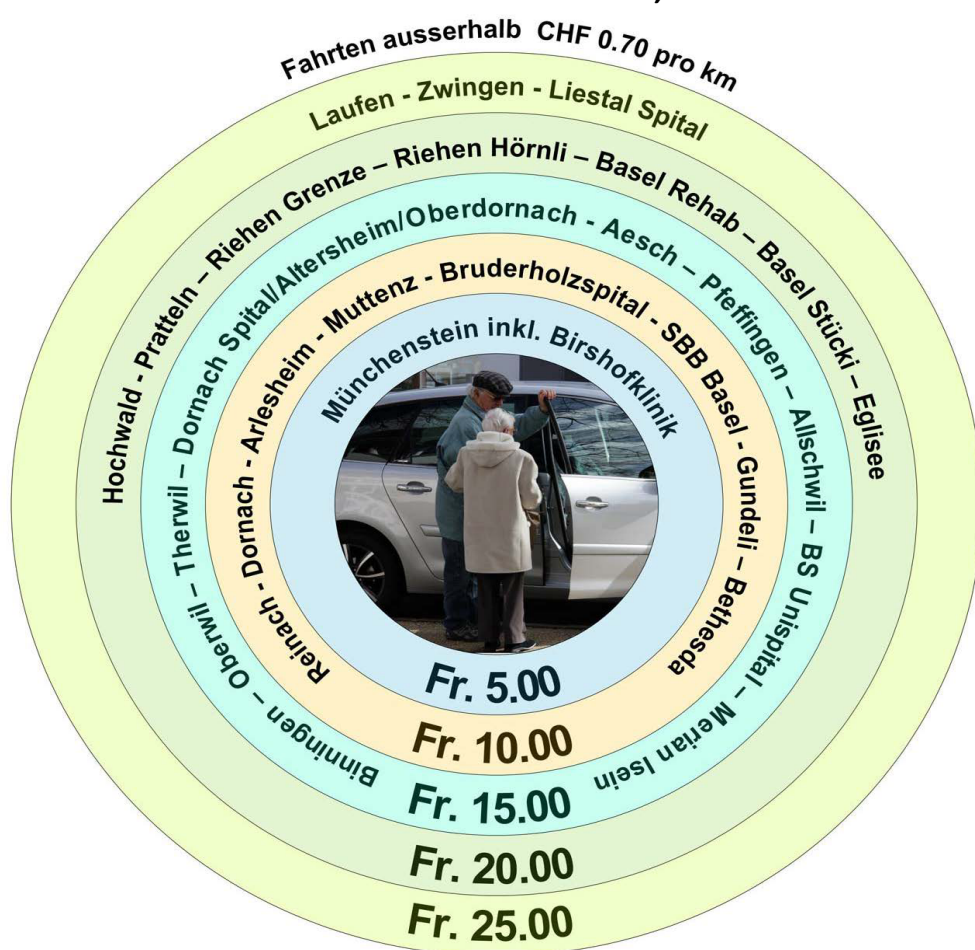 Fahrten ausserhalb CHF 0.70 pro km
Laufen - Zwingen - Liestal Spital
Hochwald - Pratteln – Riehen Grenze – Riehen Hörnli – Basel Rehab – Basel Stücki – Eglisee
Binningen – Oberwil – Therwil – Dornach Spital/Altersheim/Oberdornach - Aesch – Pfeffingen – Allschwil – BS Unispital – Merian Isein
Reinach - Dornach - Arlesheim - Muttenz - Bruderholzspital - SBB Basel - Gundeli – Bethesda
Münchenstein inkl. Birshofklinik
Fr. 5.00
Fr. 10.00
Fr. 15.00
Fr. 20.00
Fr. 25.00